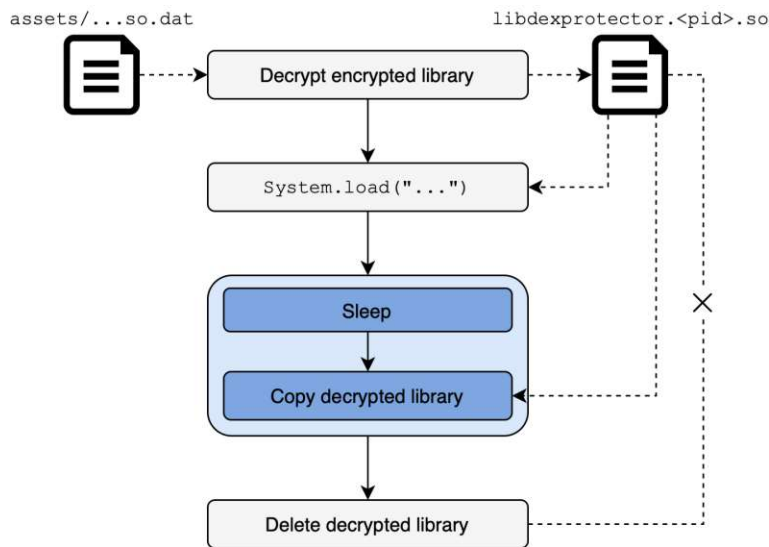 assets/...so.dat
libdexprotector.<pid>.so
Decrypt encrypted library
System.load("...")
Sleep
Copy decrypted library
Delete decrypted library